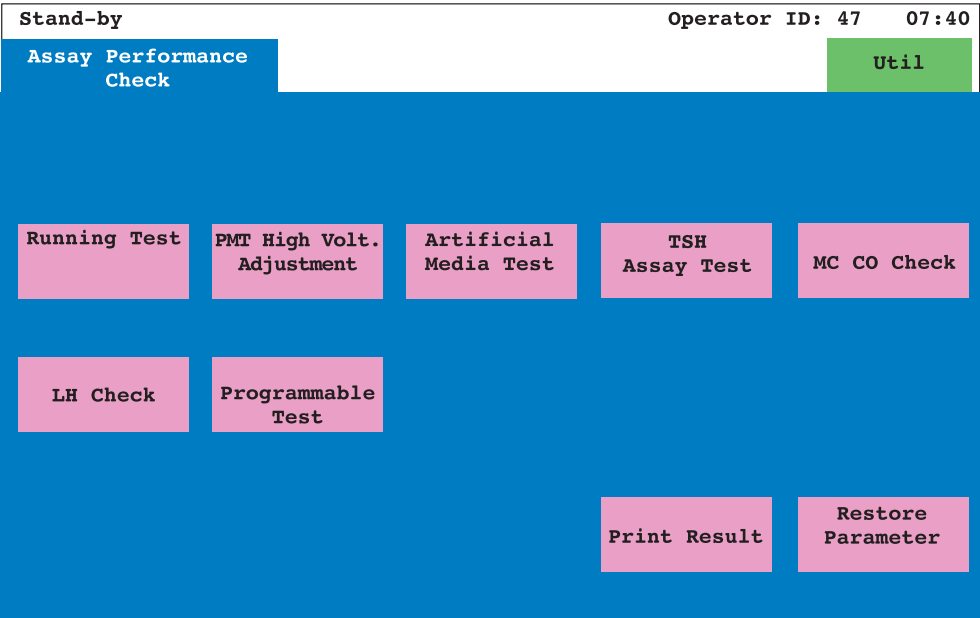 Stand-by
Operator ID: 47
07:40
Assay Performance
Check
Util
Running Test
PMT High Volt.
Adjustment
Artificial
Media Test
TSH
Assay Test
MC CO Check
LH Check
Programmable
Test
Print Result
Restore
Parameter